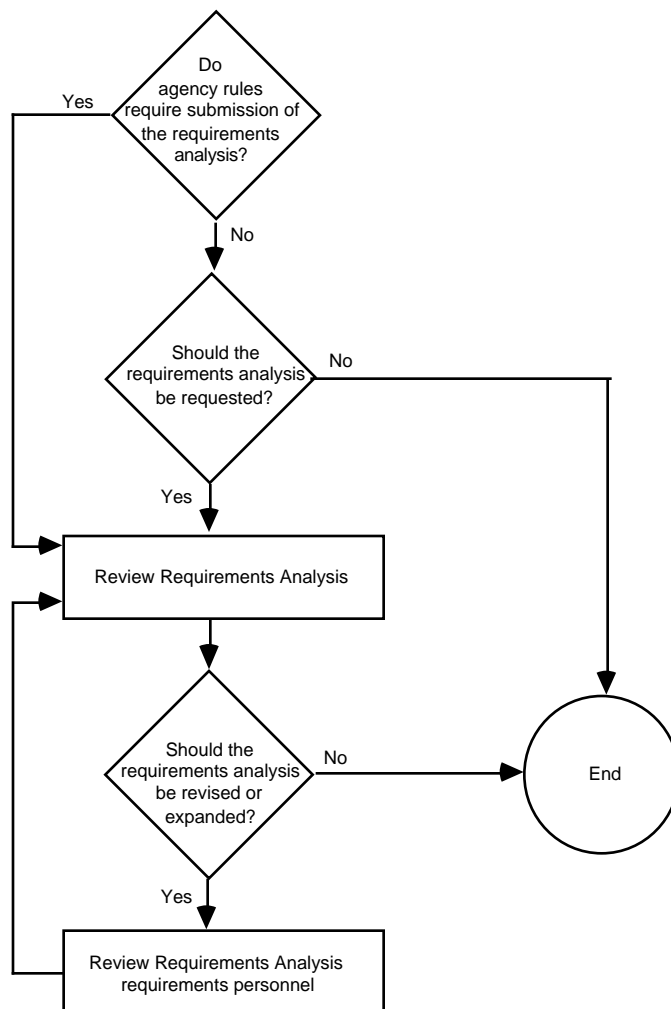 Do
agency rules
require submission of
the requirements
analysis?
Yes
No
Should the
requirements analysis
be requested?
No
Yes
Review Requirements Analysis
Should the
requirements analysis
be revised or
expanded?
No
End
Yes
Review Requirements Analysis
requirements personnel